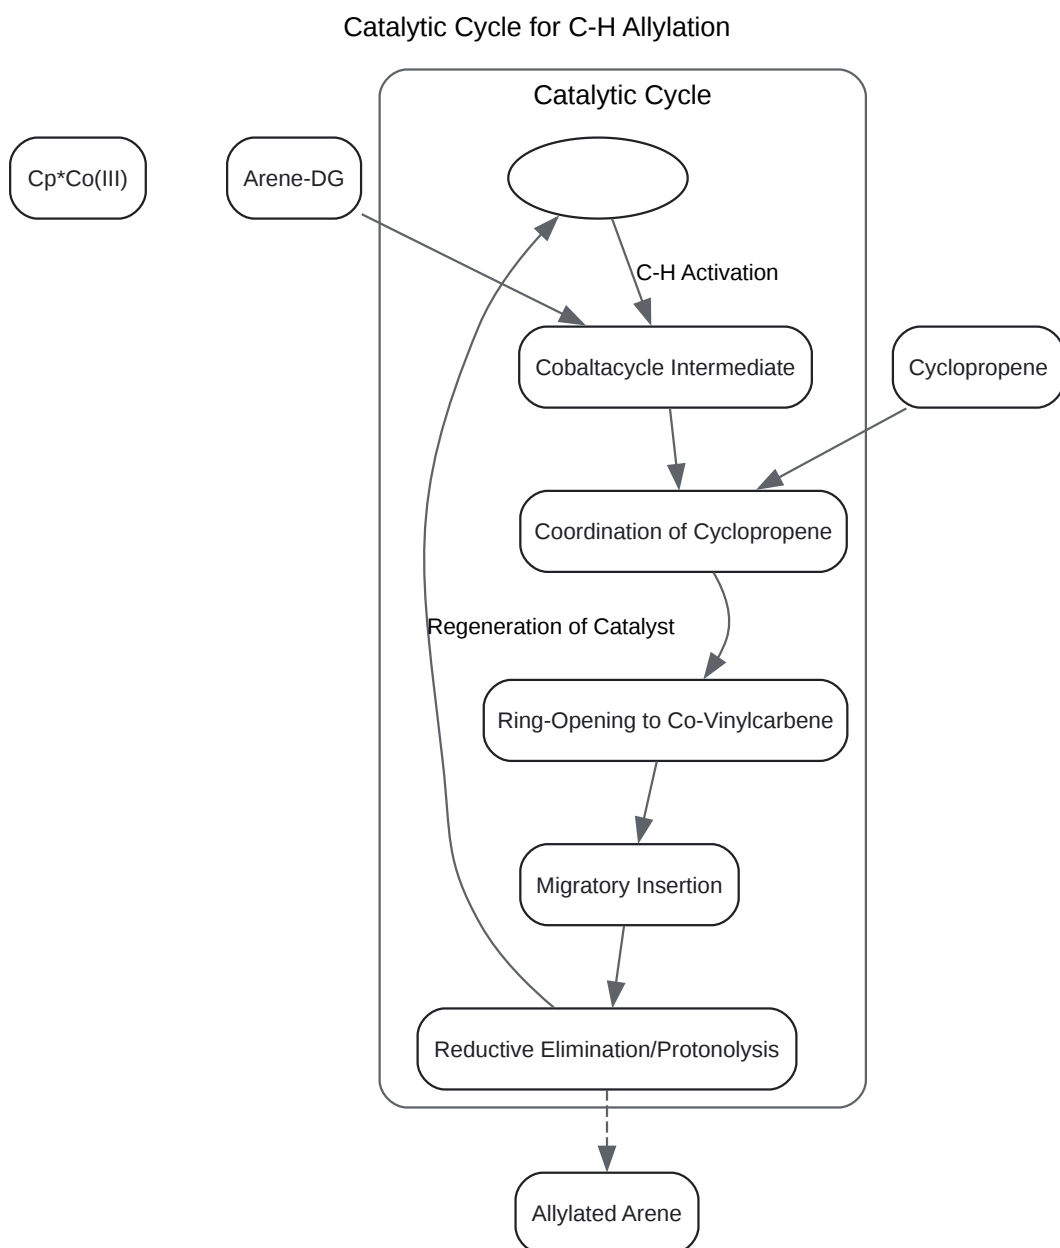 Catalytic Cycle for C-H Allylation
Catalytic Cycle
Cp*Co(III)
Arene-DG
C-H Activation
Cobaltacycle Intermediate
Cyclopropene
Coordination of Cyclopropene
Regeneration of Catalyst
Ring-Opening to Co-Vinylcarbene
Migratory Insertion
Reductive Elimination/Protonolysis
Allylated Arene